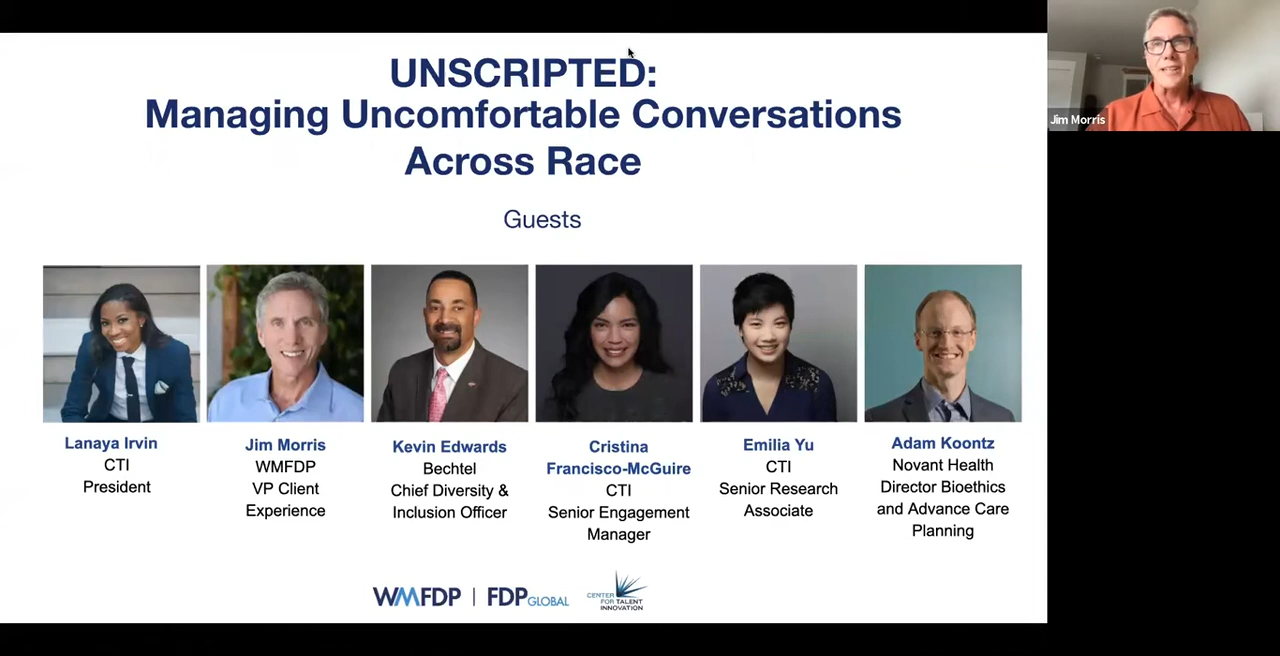 UNSCRIPTED:
Managing Uncomfortable Conversations
Across Race
Guests
Lanaya Irvin
CTI
President
Jim Morris
WMFDP
VP Client
Experience
Kevin Edwards
Bechtel
Chief Diversity &
Inclusion Officer
Cristina
Francisco-McGuire
CTI
Senior Engagement
Manager
Emilia Yu
CTI
Senior Research
Associate
Adam Koontz
Novant Health
Director Bioethics
and Advance Care
Planning
WMFDP | FDPGLOBAL
CENTER
FOR TALENT
INNOVATION
Jim Morris